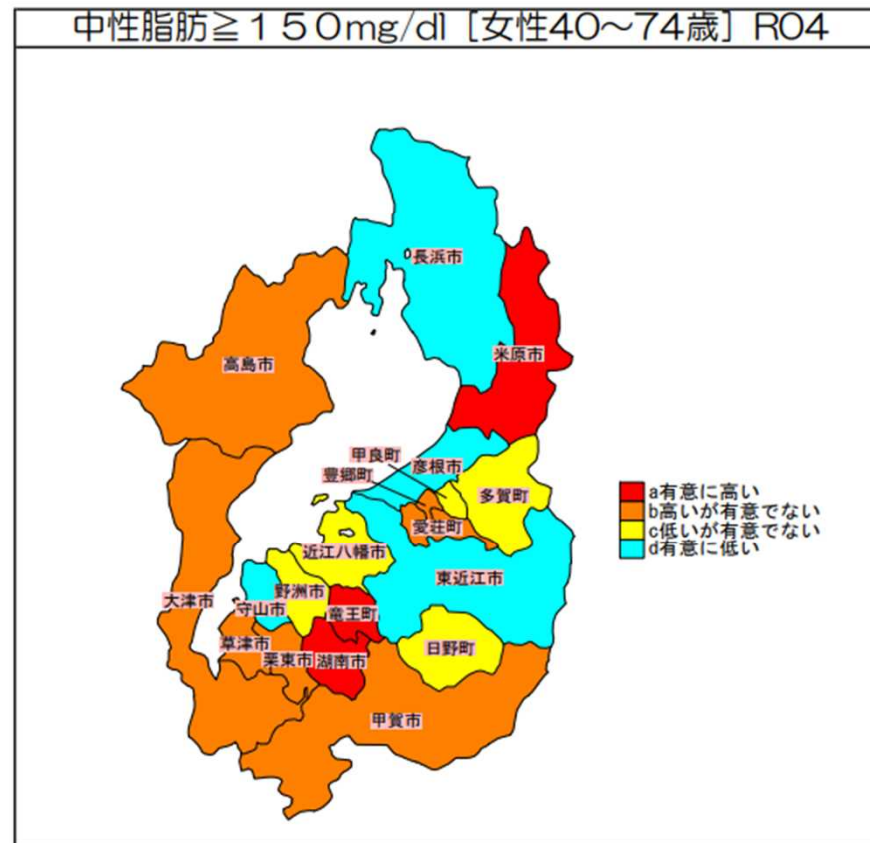 中性脂肪≧150mg/dl [女性40～74歳] R04
長浜市
米原市
高島市
甲良町
彦根市
豊郷町
多賀町
愛荘町
近江八幡市
東近江市
野洲市
大津市
守山市
竜王町
草津市
栗東市
湖南市
日野町
甲賀市
a有意に高い
b高いが有意でない
c低いが有意でない
d有意に低い